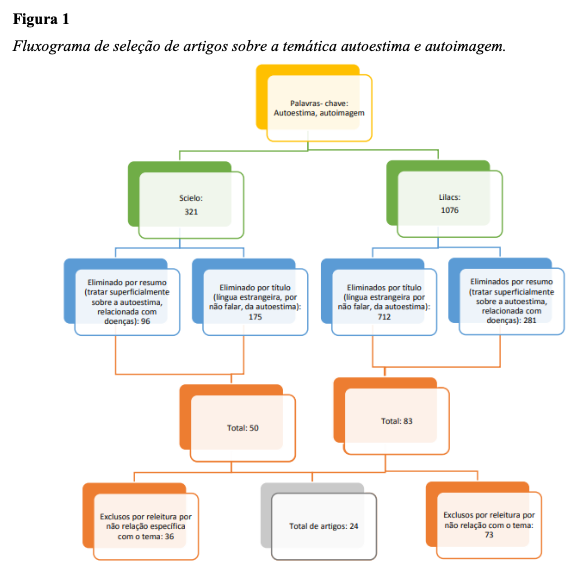 Figura 1
Fluxograma de seleção de artigos sobre a temática autoestima e autoimagem.
Palavras- chave:
Autoestima, autoimagem
Scielo:
321
Lilacs:
1076
Eliminado por resumo
(tratar superficialmente
sobre a autoestima,
relacionada com
doenças): 96
Eliminado por título
(língua estrangeira, por
não falar, da autoestima):
175
Eliminados por título
(língua estrangeira, por
não falar, da autoestima):
712
Eliminados por resumo
(tratar superficialmente
sobre a autoestima,
relacionada com
doenças): 281
Total: 50
Total: 83
Exclusos por releitura por
não relação específica
com o tema: 36
Total de artigos: 24
Exclusos por releitura por
não relação com o tema:
73